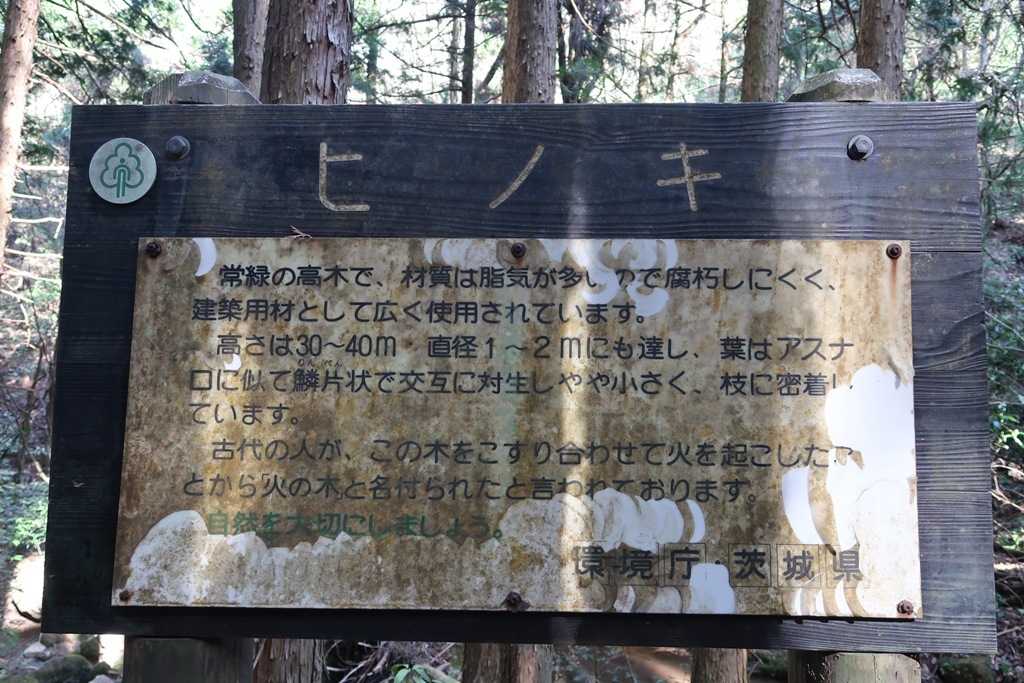 ヒノキ
常緑の高木で、材質は脂気が多いので腐朽しにくく、
建築用材として広く使用されています。
高さは30～40m 直径1～2mにも達し、葉はアスナ
ロに似て鱗片状で交互に対生しやや小さく、枝に密着し
ています。
古代の人が、この木をこすり合わせて火を起こしたこ
とから「火の木」と名付られたと言われております。
自然を大切にしましょう。
環境庁・茨城県